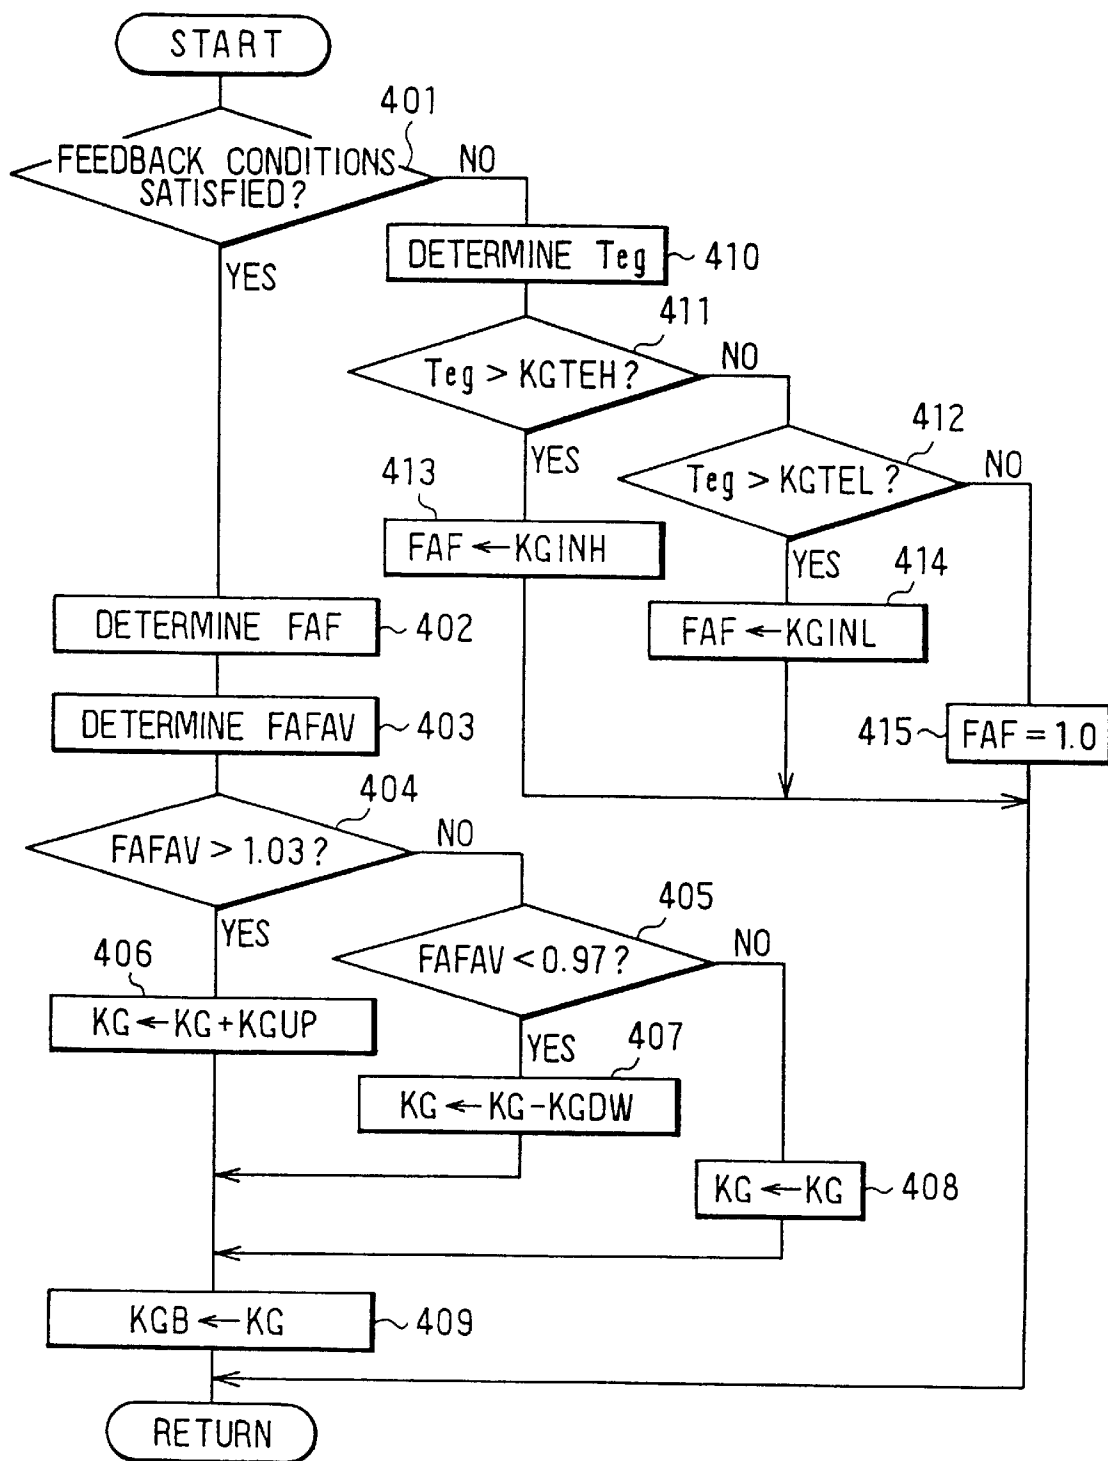 START
401
FEEDBACK CONDITIONS
SATISFIED?
NO
YES
DETERMINE Teg
410
411
Teg > KGTEH?
NO
YES
412
Teg > KGTEL?
NO
YES
413
FAF ← KGINH
414
FAF ← KGINL
DETERMINE FAF
402
DETERMINE FAFAV
403
415
FAF = 1.0
404
FAFAV > 1.03?
NO
YES
405
FAFAV < 0.97?
NO
YES
406
KG ← KG + KGUP
407
KG ← KG - KGDW
KG ← KG
408
KGB ← KG
409
RETURN